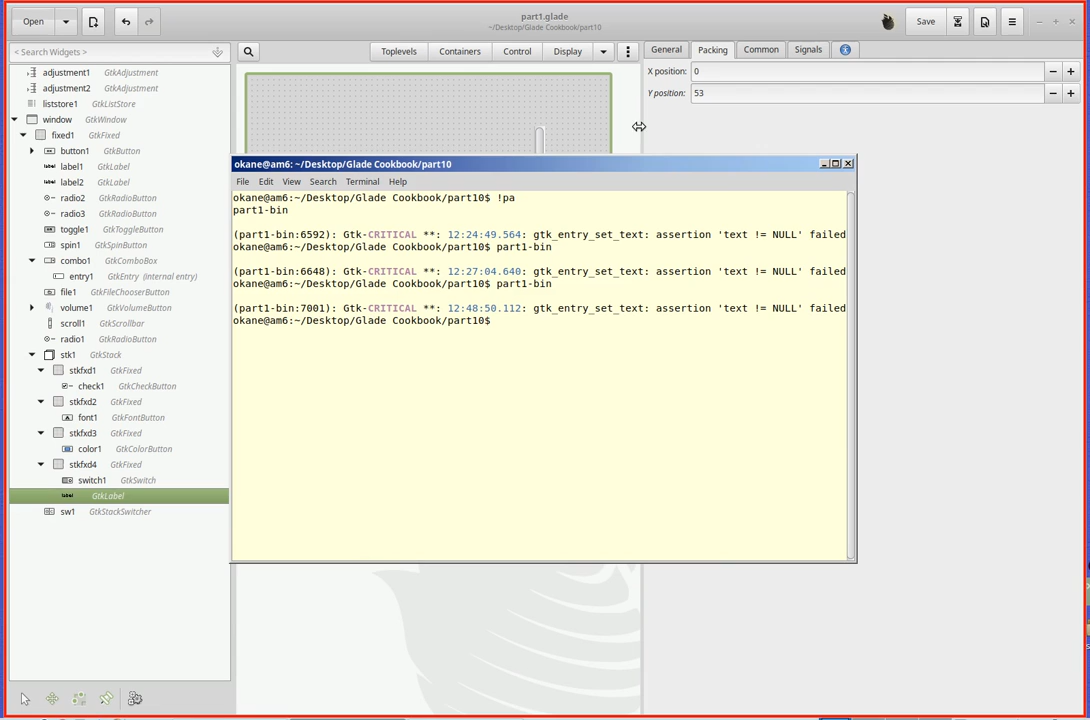 Open
part1.glade
~/Desktop/Glade Cookbook/part10
Save
< Search Widgets >
Toplevels
Containers
Control
Display
General
Packing
Common
Signals
X position:
0
Y position:
53
adjustment1 GtkAdjustment
adjustment2 GtkAdjustment
liststore1 GtkListStore
window GtkWindow
fixed1 GtkFixed
button1 GtkButton
label1 GtkLabel
label2 GtkLabel
radio2 GtkRadioButton
radio3 GtkRadioButton
toggle1 GtkToggleButton
spin1 GtkSpinButton
combo1 GtkComboBox
entry1 GtkEntry (internal entry)
file1 GtkFileChooserButton
volume1 GtkVolumeButton
scroll1 GtkScrollbar
radio1 GtkRadioButton
stk1 GtkStack
stkfxd1 GtkFixed
check1 GtkCheckButton
stkfxd2 GtkFixed
font1 GtkFontButton
stkfxd3 GtkFixed
color1 GtkColorButton
stkfxd4 GtkFixed
switch1 GtkSwitch
label GtkLabel
sw1 GtkStackSwitcher
okane@am6: ~/Desktop/Glade Cookbook/part10
File Edit View Search Terminal Help
okane@am6:~/Desktop/Glade Cookbook/part10$ !pa
part1-bin
(part1-bin:6592): Gtk-CRITICAL **: 12:24:49.564: gtk_entry_set_text: assertion 'text != NULL' failed
okane@am6:~/Desktop/Glade Cookbook/part10$ part1-bin
(part1-bin:6648): Gtk-CRITICAL **: 12:27:04.640: gtk_entry_set_text: assertion 'text != NULL' failed
okane@am6:~/Desktop/Glade Cookbook/part10$ part1-bin
(part1-bin:7001): Gtk-CRITICAL **: 12:48:50.112: gtk_entry_set_text: assertion 'text != NULL' failed
okane@am6:~/Desktop/Glade Cookbook/part10$